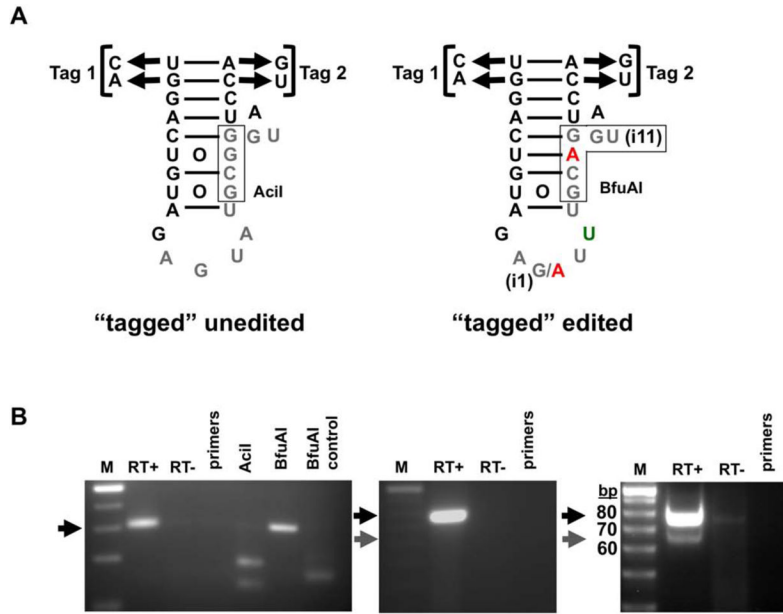 A
C U A G
Tag 1 Tag 2
A G C U
G C
A U A
C G G U
U O G
G C AciI
U O G
A U
G A
A U
G
"tagged" unedited
C U A G
Tag 1 Tag 2
A G C U
G C
A U A
C G G U (i11)
U A
G C BfuAI
U O G
A U
G U
A U
(i1) G/A
"tagged" edited
B
M RT+ RT- primers AciI BfuAI BfuAI control
M RT+ RT- primers
M RT+ RT- primers
bp
80
70
60